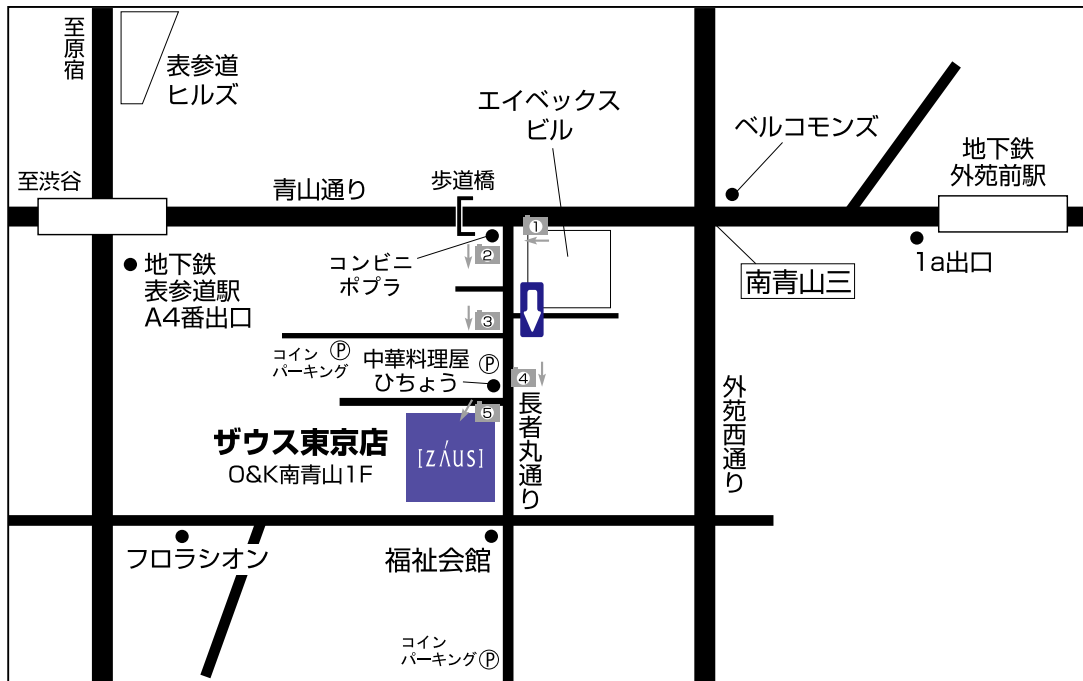 至原宿
表参道
ヒルズ
エイベックス
ビル
ベルコモンズ
地下鉄
外苑前駅
至渋谷
青山通り
歩道橋
①
②
コンビニ
ポプラ
1a出口
南青山三
地下鉄
表参道駅
A4番出口
③
コイン
パーキング
P
中華料理屋
ひちょう
P
④
⑤
長者丸通り
外苑西通り
ザウス東京店
O&K南青山1F
[záus]
フロラシオン
福祉会館
コイン
パーキング
P